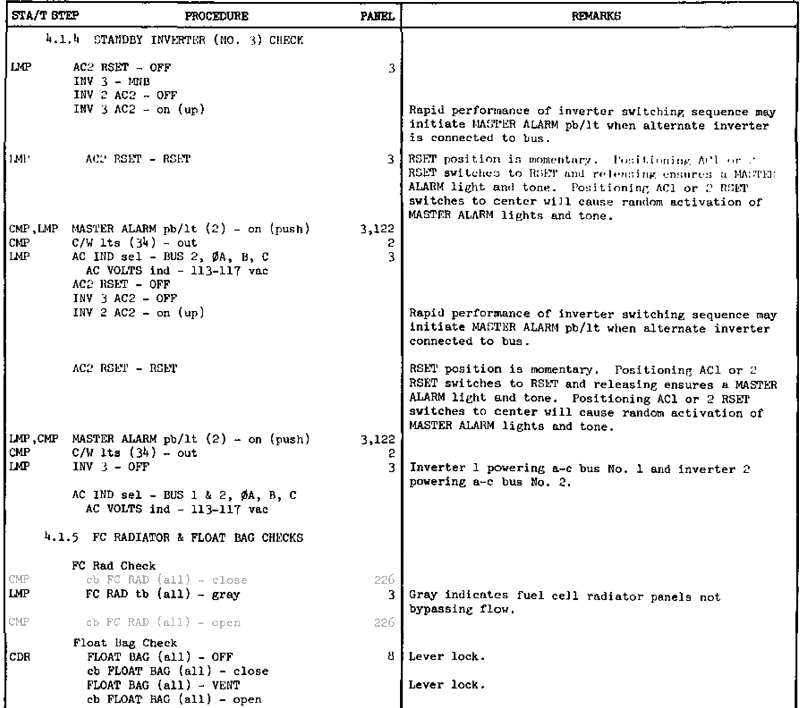 STA/T STEP PROCEDURE PANEL REMARKS
4.1.4 STANDBY INVERTER (NO. 3) CHECK
LMP AC2 RSET - OFF 3
INV 3 - MNB
INV 2 AC2 - OFF
INV 3 AC2 - on (up) Rapid performance of inverter switching sequence may
initiate MASTER ALARM pb/lt when alternate inverter
is connected to bus.
LMP AC2 RSET - RSET 3 RSET position is momentary. Positioning AC1 or 2
RSET switches to RSET and releasing ensures a MASTER
ALARM light and tone. Positioning AC1 or 2 RSET
switches to center will cause random activation of
MASTER ALARM lights and tone.
CMP,LMP MASTER ALARM pb/lt (2) - on (push) 3,122
CMP C/W lts (34) - out 2
LMP AC IND sel - BUS 2, ØA, B, C 3
AC VOLTS ind - 113-117 vac
AC2 RSET - OFF
INV 3 AC2 - OFF
INV 2 AC2 - on (up) Rapid performance of inverter switching sequence may
initiate MASTER ALARM pb/lt when alternate inverter
connected to bus.
AC2 RSET - RSET RSET position is momentary. Positioning AC1 or 2
RSET switches to RSET and releasing ensures a MASTER
ALARM light and tone. Positioning AC1 or 2 RSET
switches to center will cause random activation of
MASTER ALARM lights and tone.
LMP,CMP MASTER ALARM pb/lt (2) - on (push) 3,122
CMP C/W lts (34) - out 2
LMP INV 3 - OFF 3 Inverter 1 powering a-c bus No. 1 and inverter 2
powering a-c bus No. 2.
AC IND sel - BUS 1 & 2, ØA, B, C
AC VOLTS ind - 113-117 vac
4.1.5 FC RADIATOR & FLOAT BAG CHECKS
FC Rad Check
CMP cb FC RAD (all) - close 226
LMP FC RAD tb (all) - gray 3 Gray indicates fuel cell radiator panels not
bypassing flow.
CMP cb FC RAD (all) - open 226
Float Bag Check
CDR FLOAT BAG (all) - OFF 8 Lever lock.
cb FLOAT BAG (all) - close
FLOAT BAG (all) - VENT Lever lock.
cb FLOAT BAG (all) - open